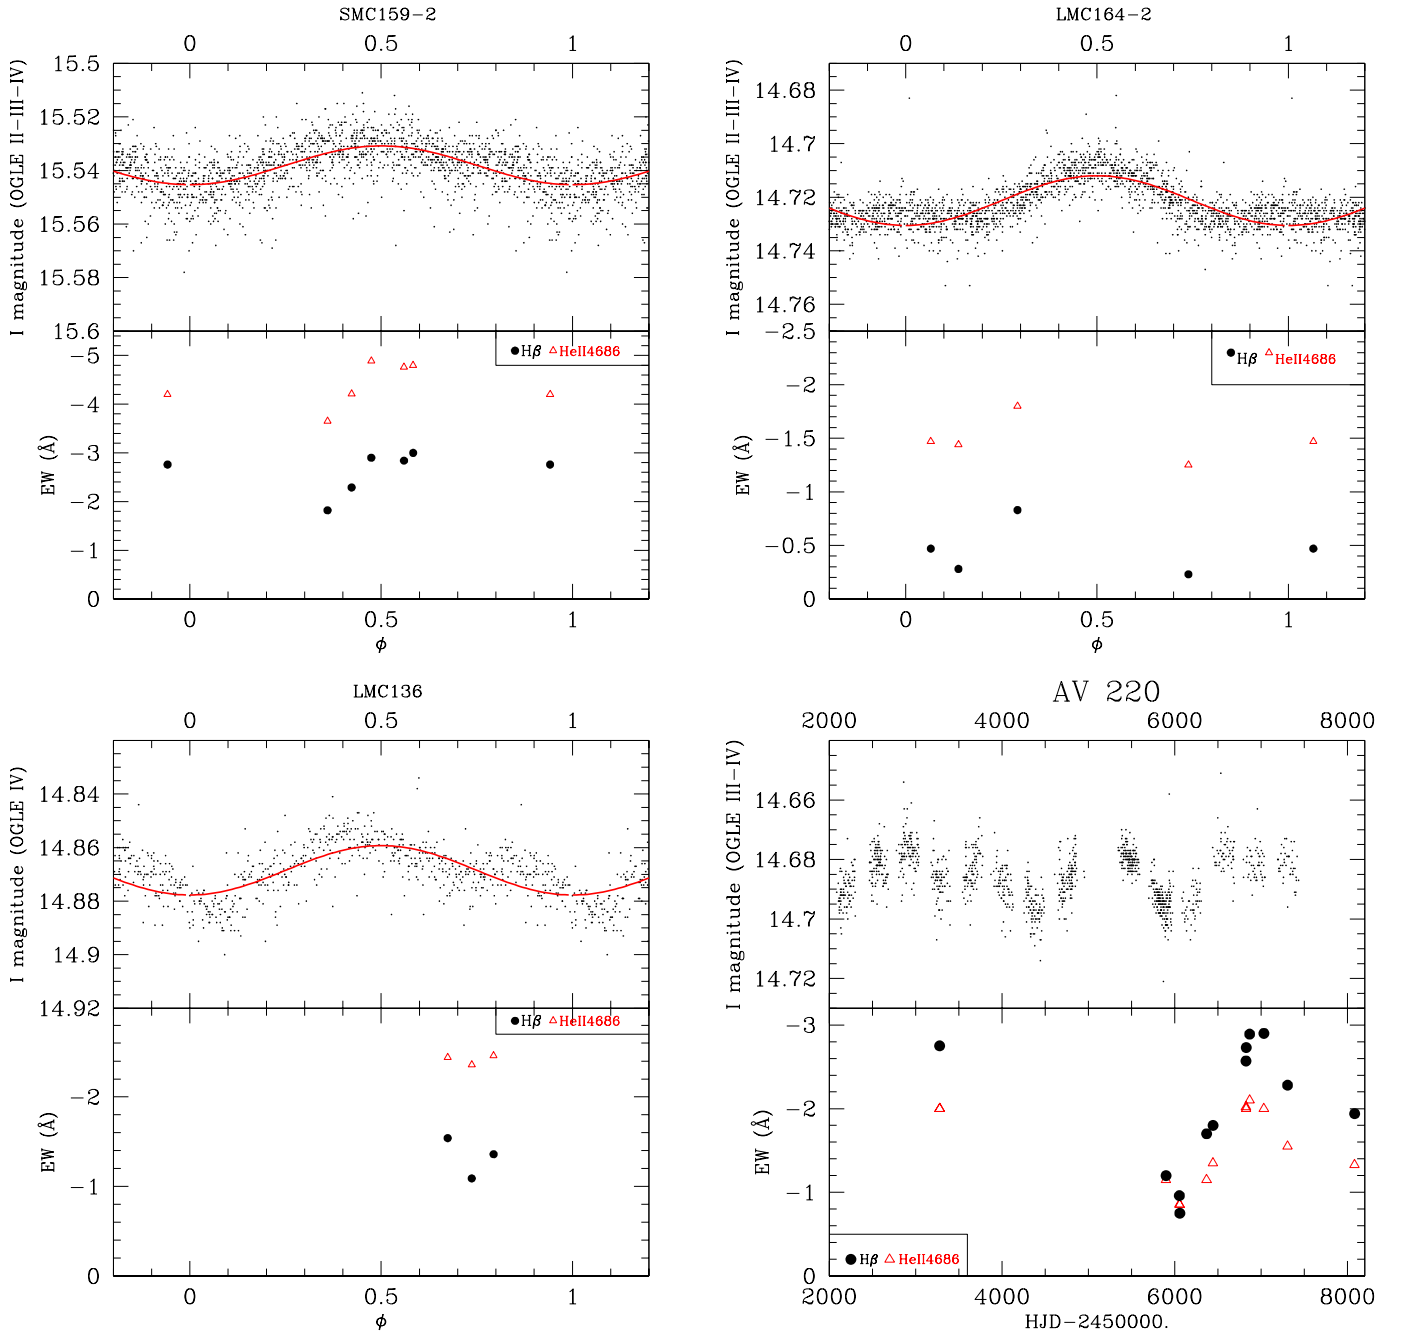 SMC159-2
0 0.5 1
I magnitude (OGLE II-III-IV)
15.5
15.52
15.54
15.56
15.58
15.6
Hβ HeII4686
EW (Å)
-5
-4
-3
-2
-1
0
0 0.5 1
ϕ
LMC164-2
0 0.5 1
I magnitude (OGLE II-III-IV)
14.68
14.7
14.72
14.74
14.76
-2.5
Hβ HeII4686
EW (Å)
-2
-1.5
-1
-0.5
0
0 0.5 1
ϕ
LMC136
0 0.5 1
I magnitude (OGLE IV)
14.84
14.86
14.88
14.9
14.92
Hβ HeII4686
EW (Å)
-2
-1
0
0 0.5 1
ϕ
AV 220
2000 4000 6000 8000
I magnitude (OGLE III-IV)
14.66
14.68
14.7
14.72
EW (Å)
-3
-2
-1
0
Hβ HeII4686
2000 4000 6000 8000
HJD-2450000.